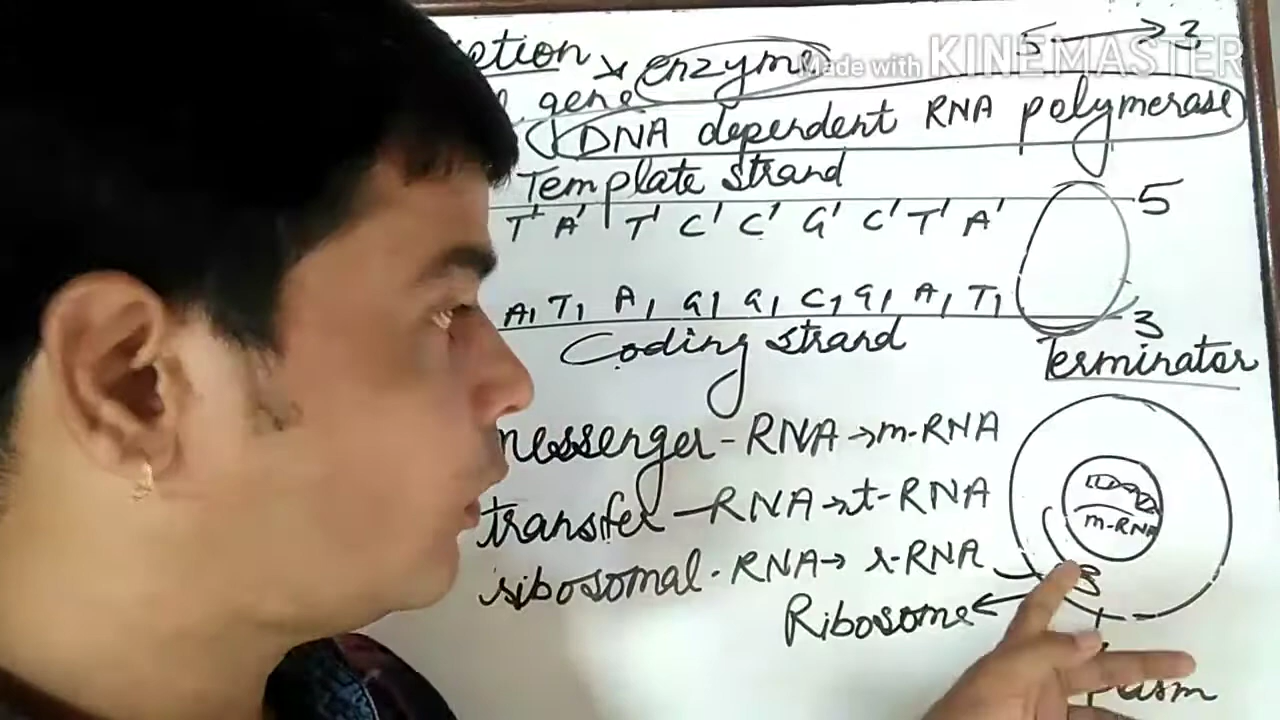 enzyme 5 → 3
Made with KINEMASTER
gene
DNA dependent RNA polymerase
Template strand
T A T C C G C T A 5
A T A G G C G A T 3
Coding strand
Terminator
messenger - RNA → m-RNA
transfer - RNA → t-RNA
ribosomal - RNA → r-RNA
m-RNA
Ribosome